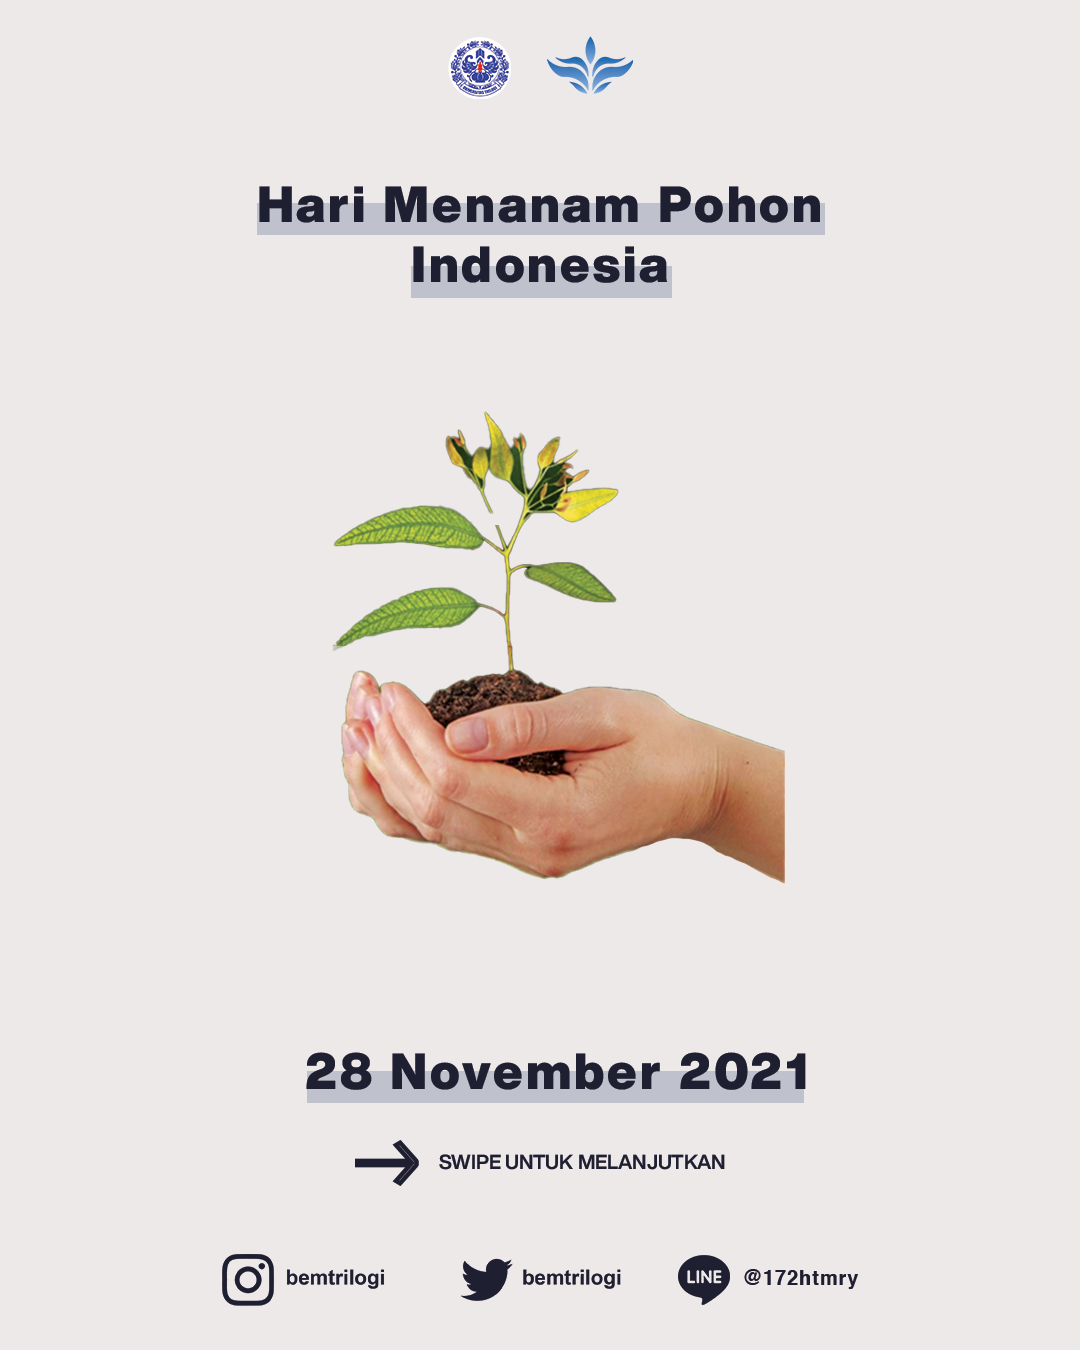 Hari Menanam Pohon
Indonesia
28 November 2021
SWIPE UNTUK MELANJUTKAN
bemtrilogi
bemtrilogi
LINE
@172htmry